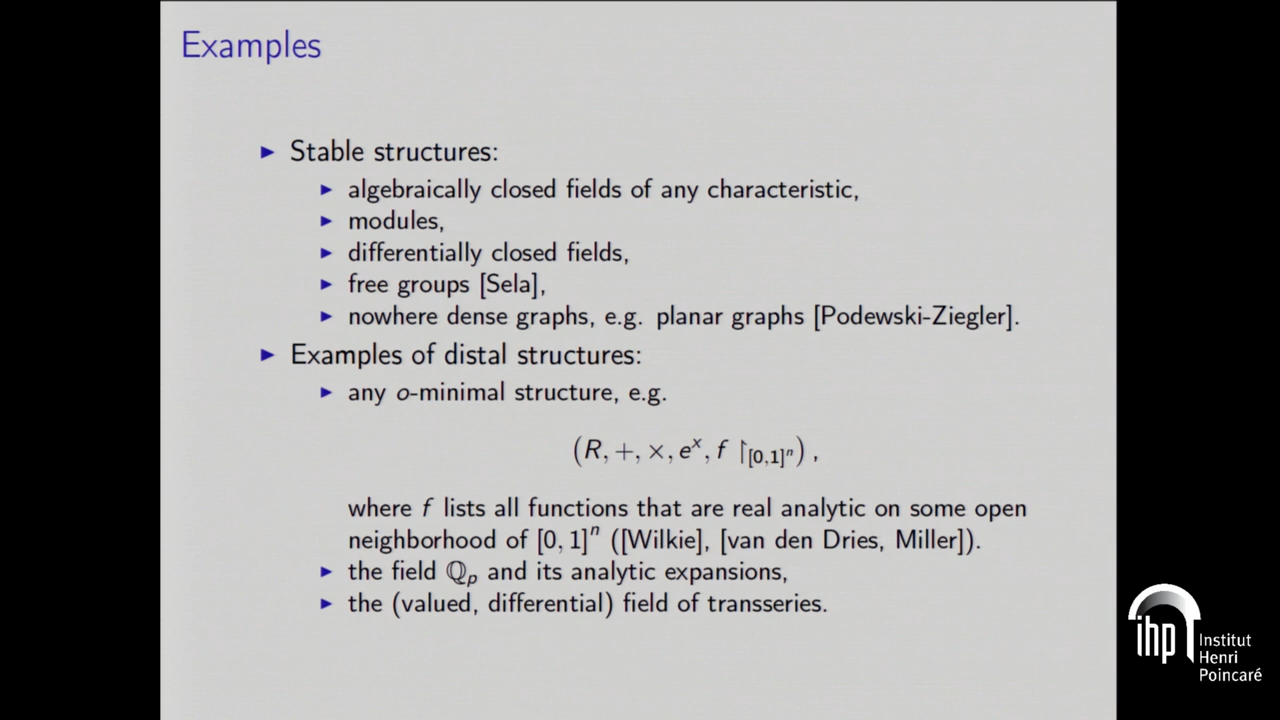 Examples
▶ Stable structures:
▶ algebraically closed fields of any characteristic,
▶ modules,
▶ differentially closed fields,
▶ free groups [Sela],
▶ nowhere dense graphs, e.g. planar graphs [Podewski-Ziegler].
▶ Examples of distal structures:
▶ any o-minimal structure, e.g.
(R, +, ×, eˣ, f ↾[0,1]ⁿ) ,
where f lists all functions that are real analytic on some open
neighborhood of [0, 1]ⁿ ([Wilkie], [van den Dries, Miller]).
▶ the field ℚₚ and its analytic expansions,
▶ the (valued, differential) field of transseries.
ihp
Institut
Henri
Poincaré